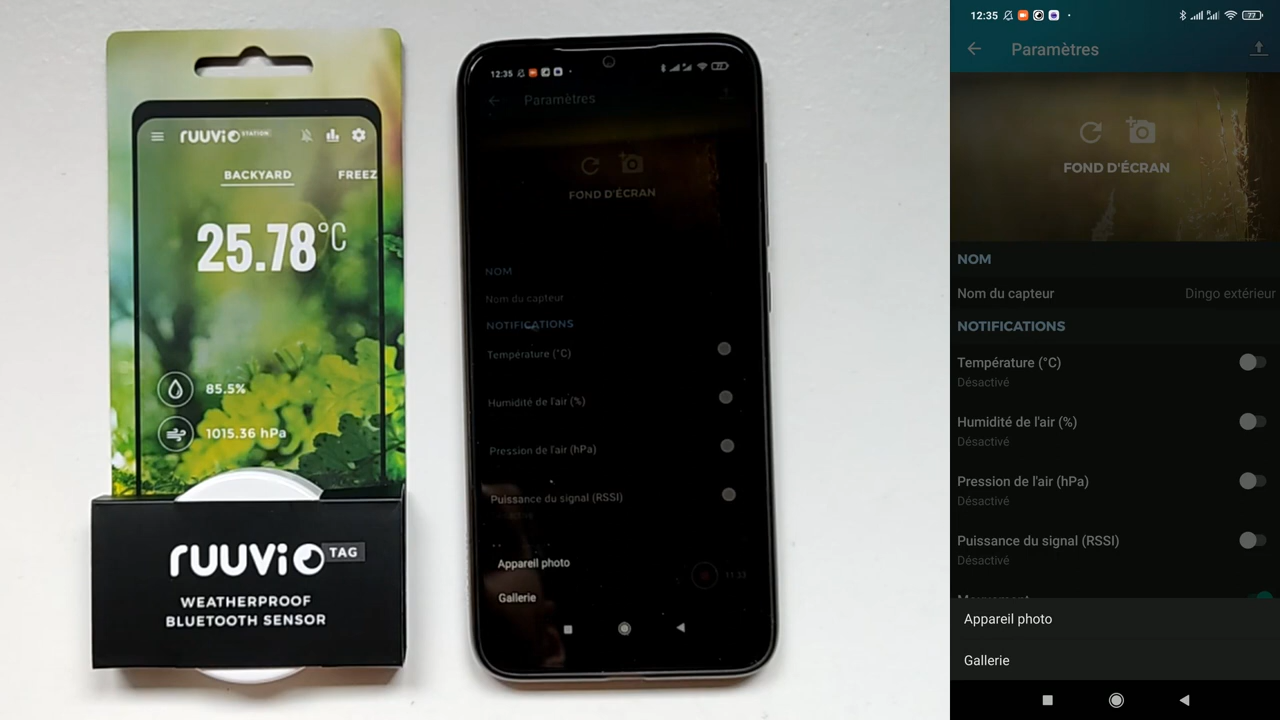 ruuvi STATION
BACKYARD FREEZ
25.78°C
85.5%
1015.36 hPa
ruuvi TAG
WEATHERPROOF
BLUETOOTH SENSOR
12:35
Paramètres
FOND D'ÉCRAN
NOM
Nom du capteur
NOTIFICATIONS
Température (°C)
Humidité de l'air (%)
Pression de l'air (hPa)
Puissance du signal (RSSI)
Appareil photo
11:33
Gallerie
12:35 77
Paramètres
FOND D'ÉCRAN
NOM
Nom du capteur Dingo extérieur
NOTIFICATIONS
Température (°C)
Désactivé
Humidité de l'air (%)
Désactivé
Pression de l'air (hPa)
Désactivé
Puissance du signal (RSSI)
Désactivé
Appareil photo
Gallerie